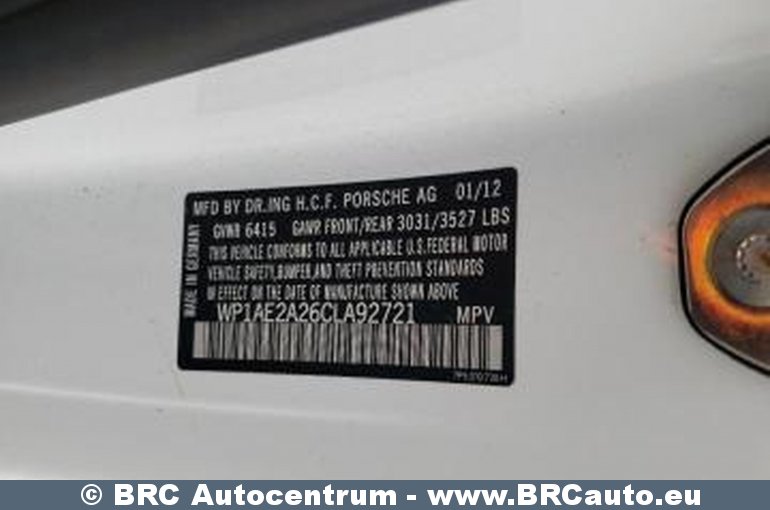 MFD BY DR.ING H.C.F. PORSCHE AG 01/12
GVWR 6415 GAWR FRONT/REAR 3031/3527 LBS
THIS VEHICLE CONFORMS TO ALL APPLICABLE U.S.FEDERAL MOTOR
VEHICLE SAFETY,BUMPER,AND THEFT PREVENTION STANDARDS
IN EFFECT ON THE DATE OF MANUFACTURE SHOWN ABOVE
WP1AE2A26CLA92721 MPV
MADE IN GERMANY
© BRC Autocentrum - www.BRCauto.eu